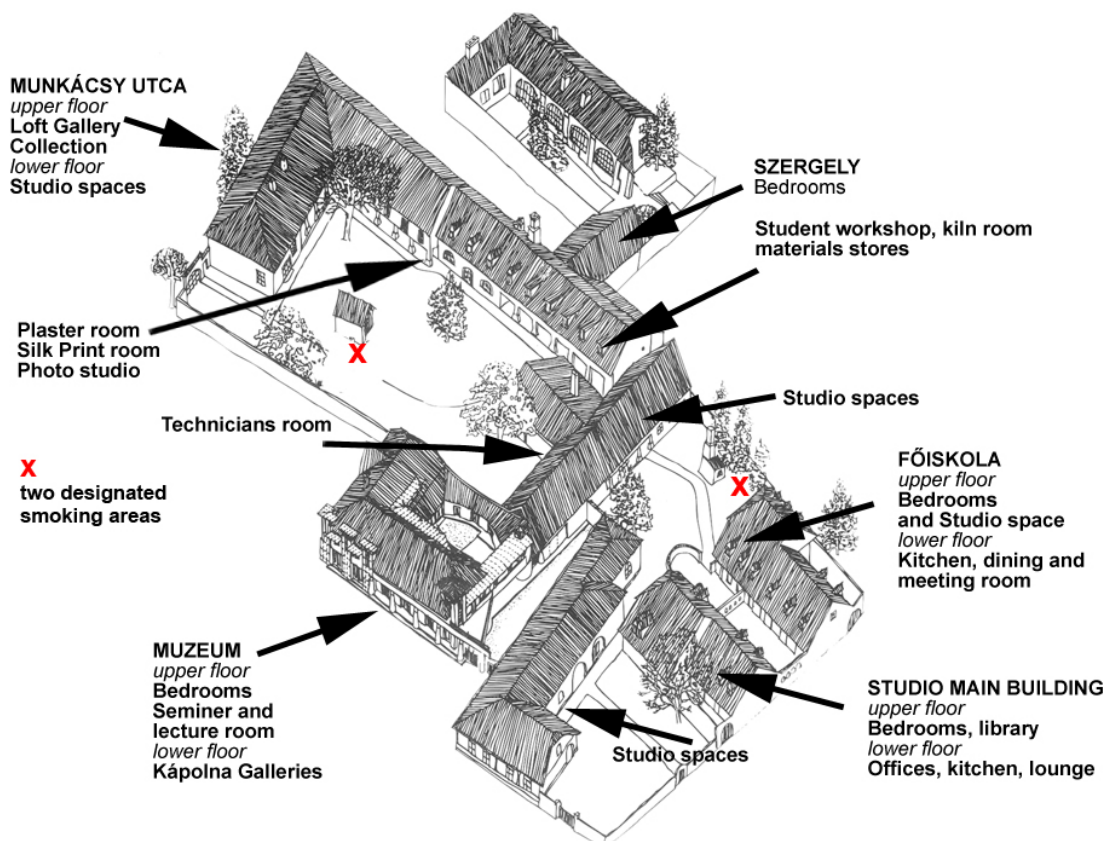 MUNKÁCSY UTCA
upper floor
Loft Gallery
Collection
lower floor
Studio spaces
SZERGELY
Bedrooms
Student workshop, kiln room
materials stores
Plaster room
Silk Print room
Photo studio
X
Studio spaces
Technicians room
X
two designated
smoking areas
X
FŐISKOLA
upper floor
Bedrooms
and Studio space
lower floor
Kitchen, dining and
meeting room
MUZEUM
upper floor
Bedrooms
Seminer and
lecture room
lower floor
Kápolna Galleries
Studio spaces
STUDIO MAIN BUILDING
upper floor
Bedrooms, library
lower floor
Offices, kitchen, lounge